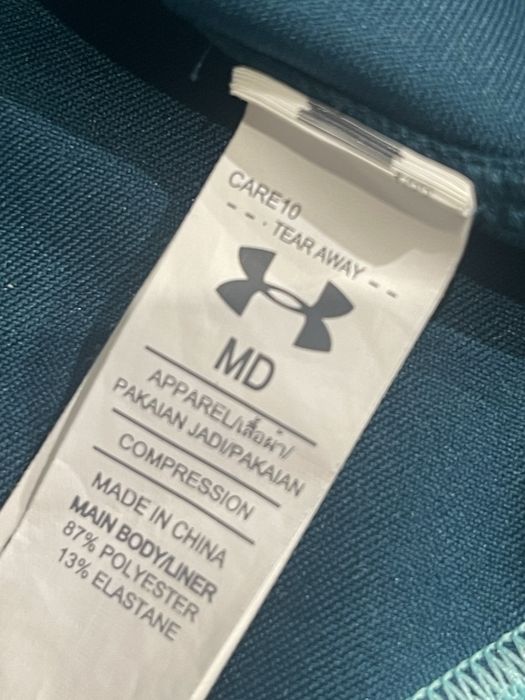 CARE10
- - - TEAR AWAY - -
MD
APPAREL/เสื้อผ้า/
PAKAIAN JADI/PAKAIAN
COMPRESSION
MADE IN CHINA
MAIN BODY/LINER
87% POLYESTER
13% ELASTANE